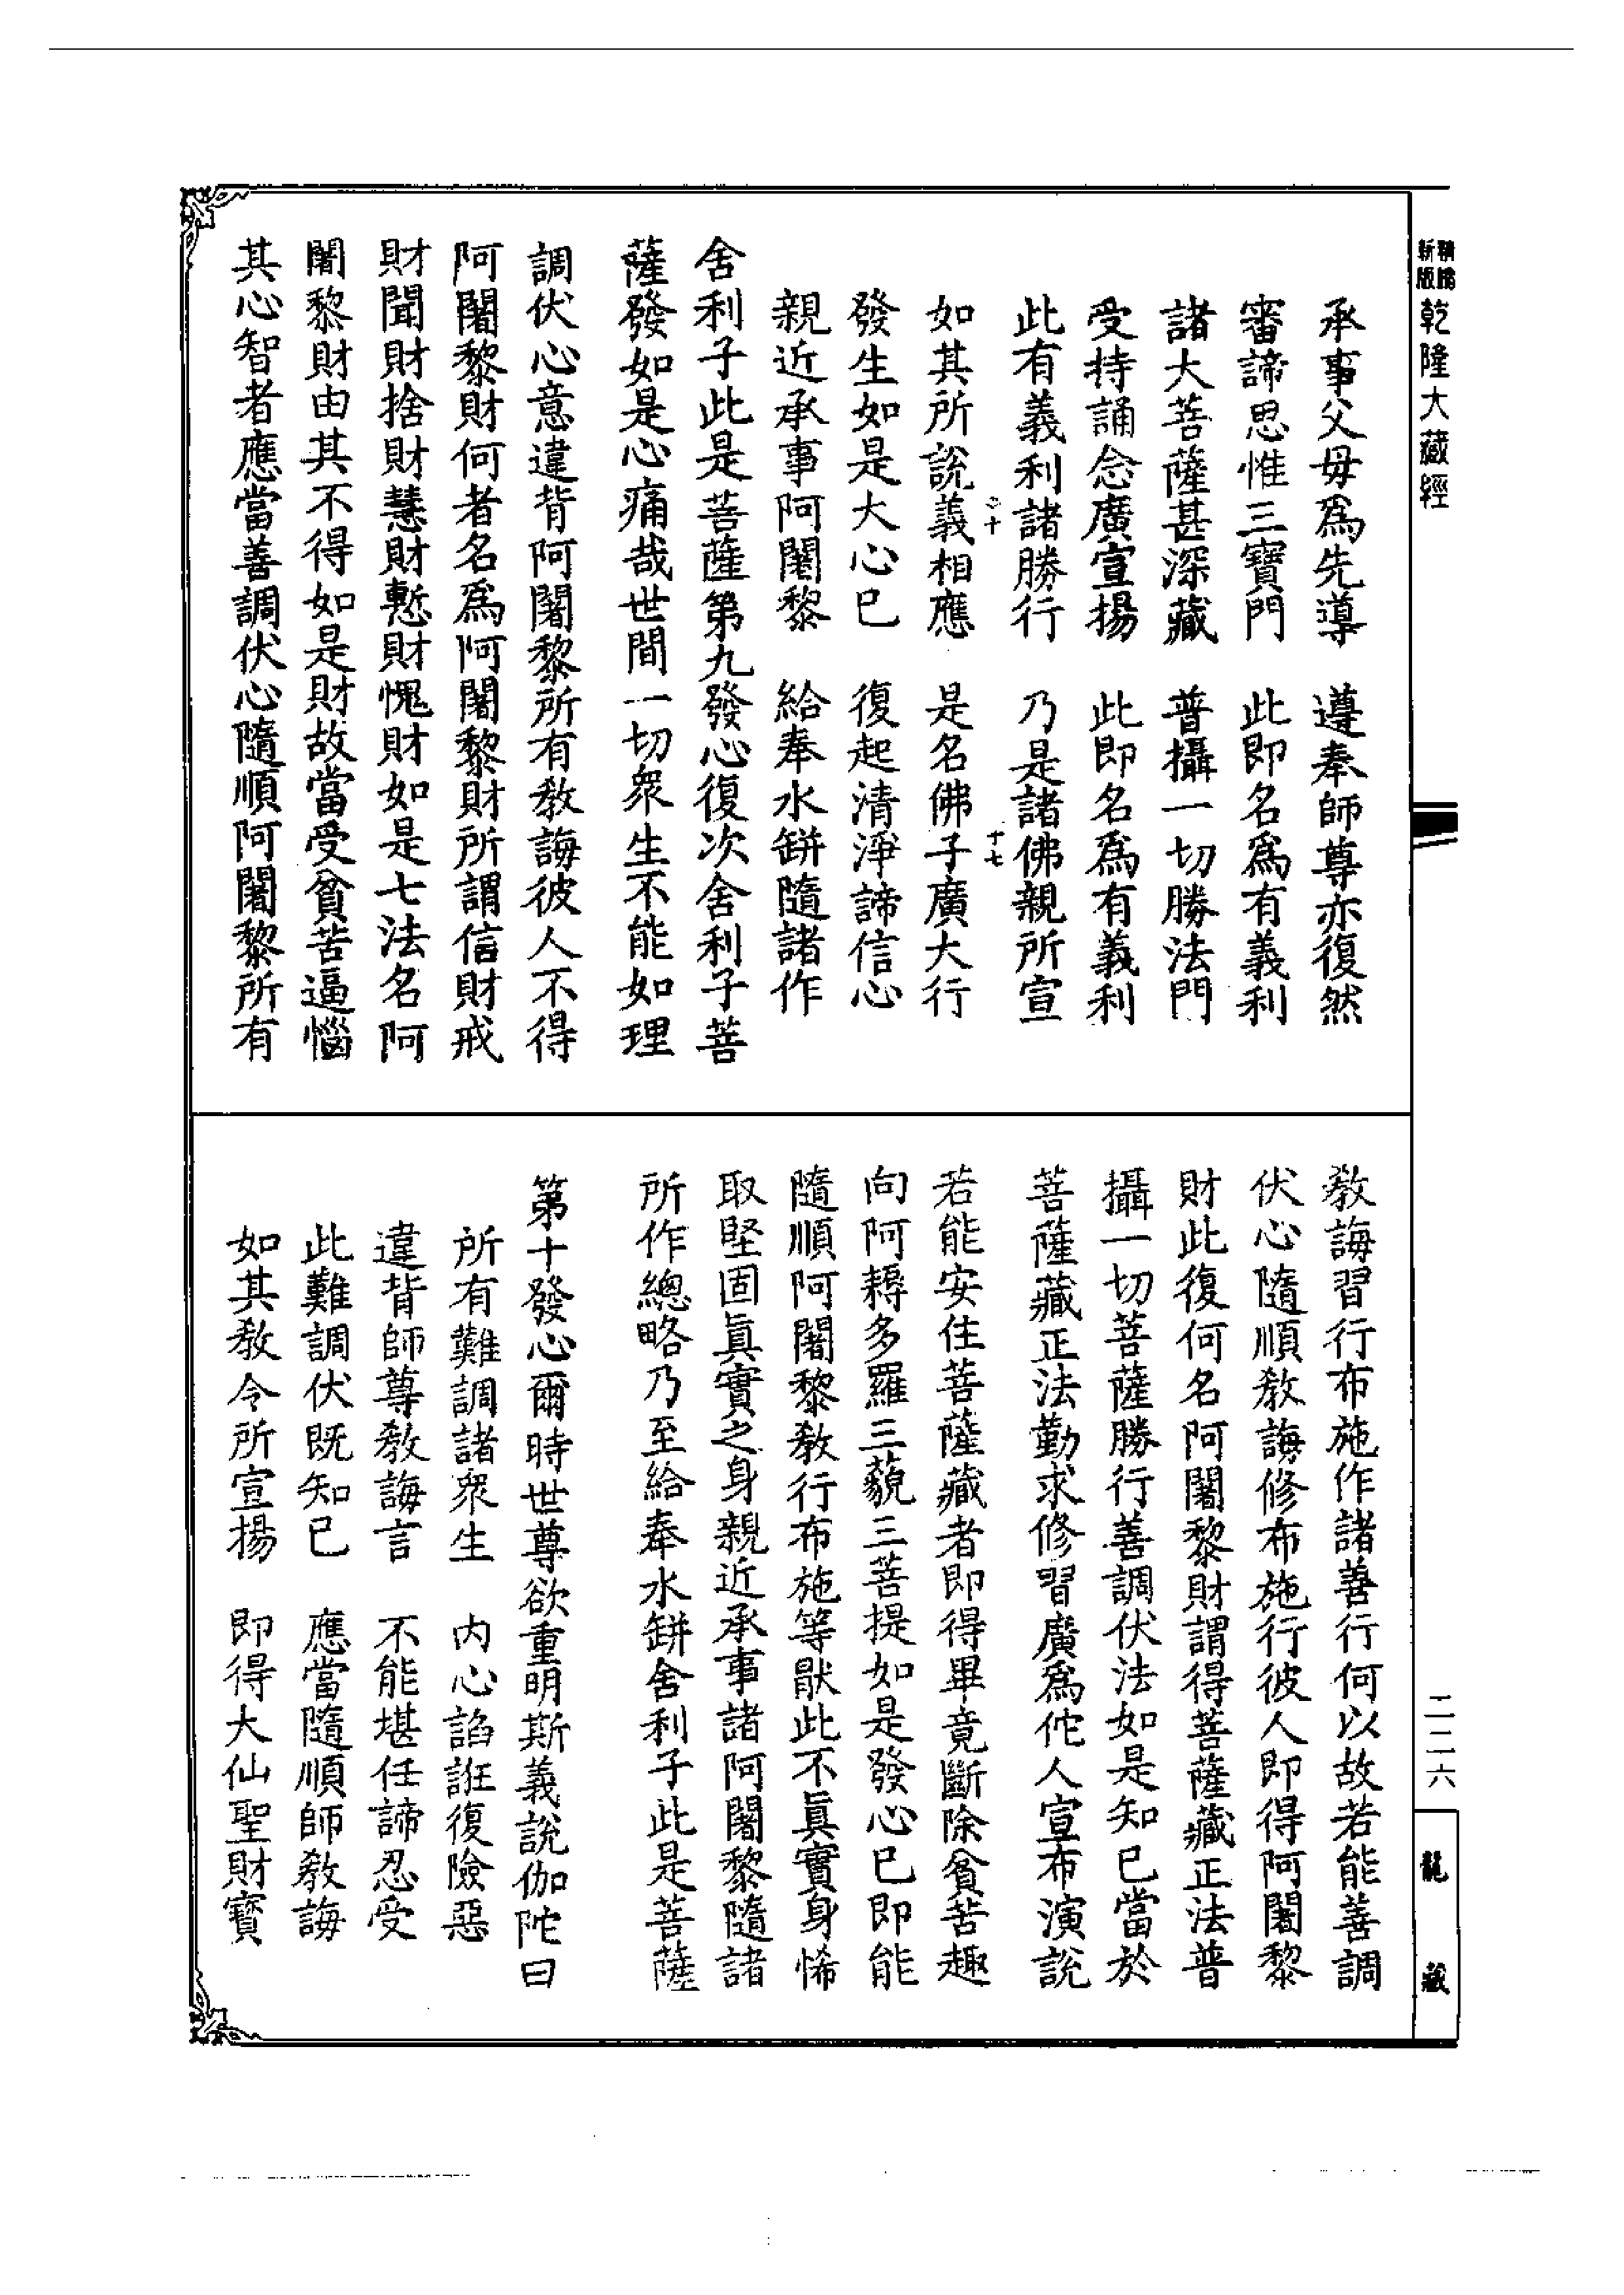 精縮
新版
乾隆大藏經
承事父母爲先導　遵奉師尊亦復然
審諦思惟三寶門　此即名爲有義利
諸大菩薩甚深藏　普攝一切勝法門
受持誦念廣宣揚　此即名爲有義利
此有義利諸勝行　乃是諸佛親所宣
十七
如其所說義相應　是名佛子廣大行
發生如是大心已　復起清淨諦信心
親近承事阿闍黎　給奉水缾隨諸作
舍利子此是菩薩第九發心復次舍利子菩
薩發如是心痛哉世間一切衆生不能如理
調伏心意違背阿闍黎所有教誨彼人不得
阿闍黎財何者名爲阿闍黎財所謂信財戒
財聞財捨財慧財慙財愧財如是七法名阿
闍黎財由其不得如是財故當受貧苦逼惱
其心智者應當善調伏心隨順阿闍黎所有
教誨習行布施作諸善行何以故若能善調
伏心隨順教誨修布施行彼人即得阿闍黎
財此復何名阿闍黎財謂得菩薩藏正法普
攝一切菩薩勝行善調伏法如是知已當於
菩薩藏正法勤求修習廣爲佗人宣布演說
若能安住菩薩藏者即得畢竟斷除貧苦趣
向阿耨多羅三藐三菩提如是發心已即能
隨順阿闍黎教行布施等猒此不眞實身悕
取堅固眞實之身親近承事諸阿闍黎隨諸
所作總略乃至給奉水缾舍利子此是菩薩
第十發心爾時世尊欲重明斯義說伽陀曰
所有難調諸衆生　内心諂誑復險惡
違背師尊教誨言　不能堪任諦忍受
此難調伏既知已　應當隨順師教誨
如其教令所宣揚　即得大仙聖財寶
二二六
龍藏